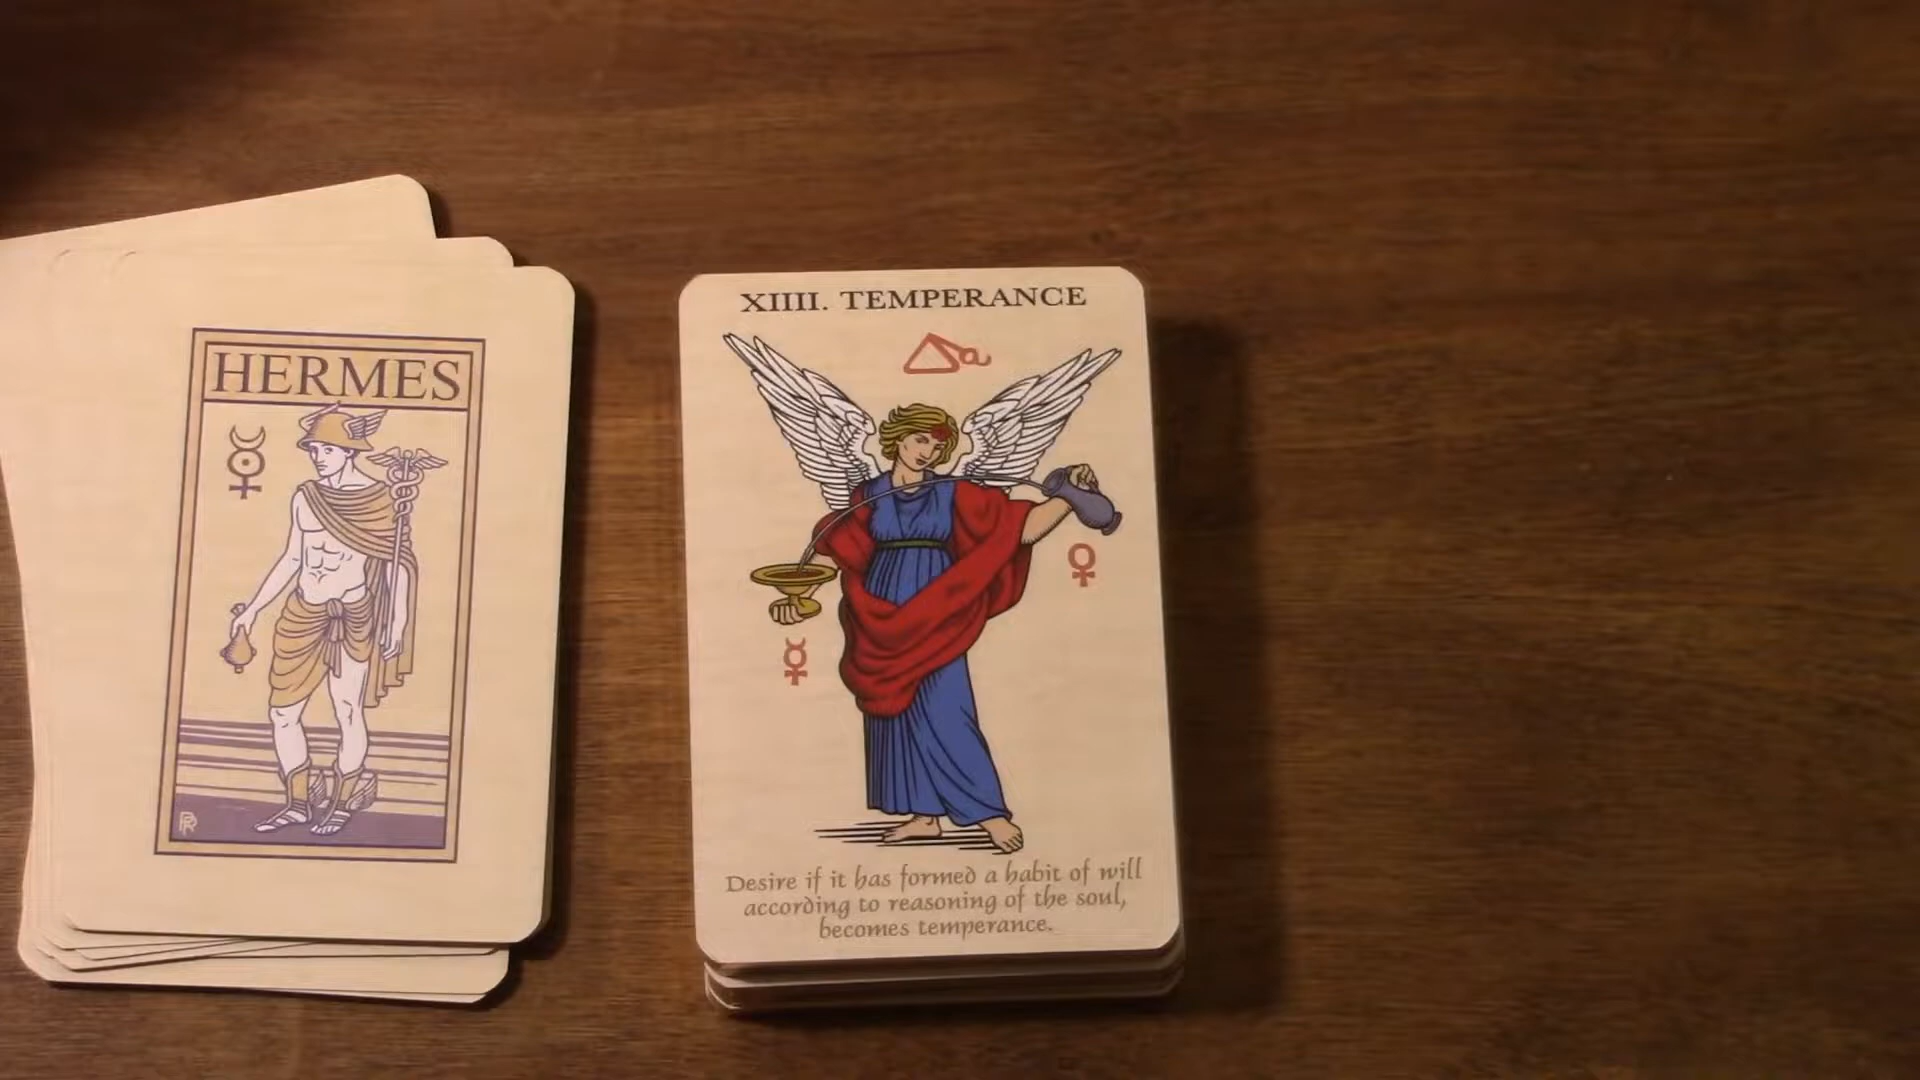 HERMES
XIIII. TEMPERANCE
Desire if it has formed a habit of will
according to reasoning of the soul,
becomes temperance.